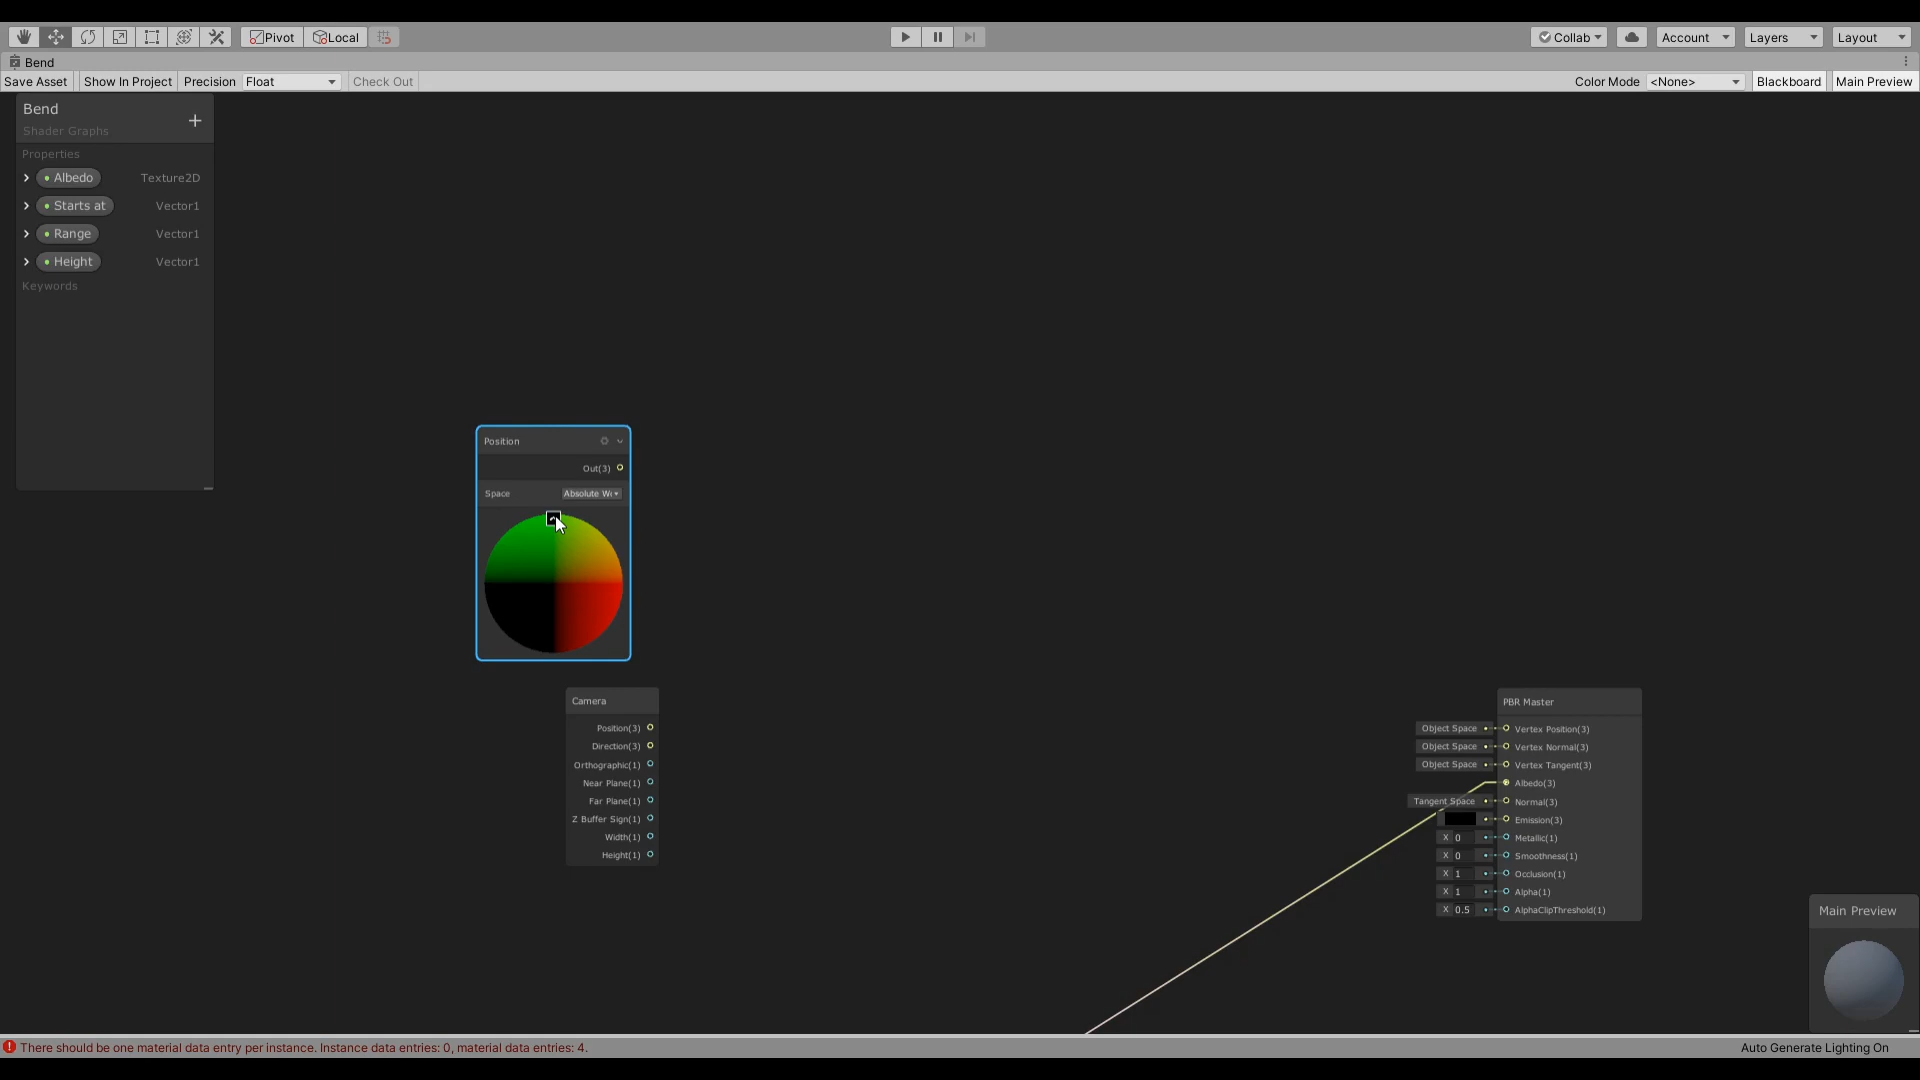 Pivot Local Collab Account Layers Layout
Bend
Save Asset Show In Project Precision Float Check Out Color Mode <None> Blackboard Main Preview
Bend
Shader Graphs
Properties
Albedo Texture2D
Starts at Vector1
Range Vector1
Height Vector1
Keywords
Position
Out(3)
Space Absolute W
Camera
Position(3)
Direction(3)
Orthographic(1)
Near Plane(1)
Far Plane(1)
Z Buffer Sign(1)
Width(1)
Height(1)
PBR Master
Object Space Vertex Position(3)
Object Space Vertex Normal(3)
Object Space Vertex Tangent(3)
Albedo(3)
Tangent Space Normal(3)
Emission(3)
X 0 Metallic(1)
X 0 Smoothness(1)
X 1 Occlusion(1)
X 1 Alpha(1)
X 0.5 AlphaClipThreshold(1)
Main Preview
There should be one material data entry per instance. Instance data entries: 0, material data entries: 4.
Auto Generate Lighting On